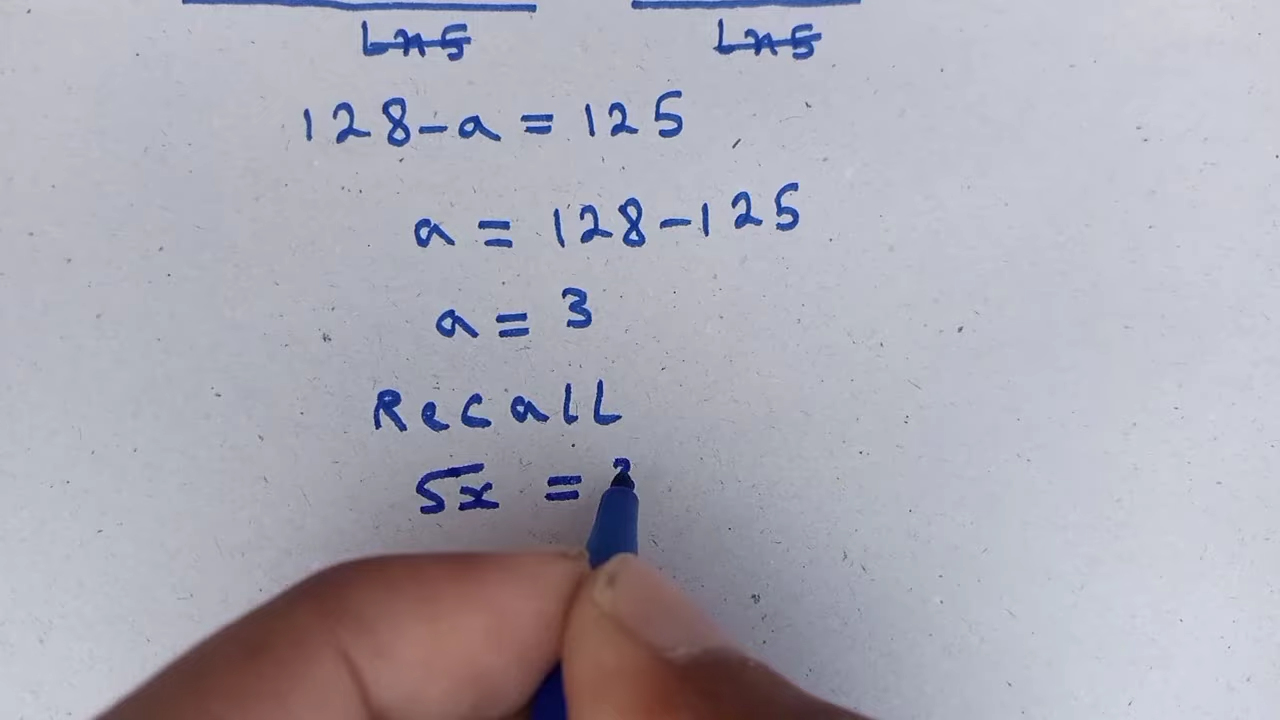 Ln5 Ln5
128-a = 125
a = 128-125
a = 3
Recall
5x =